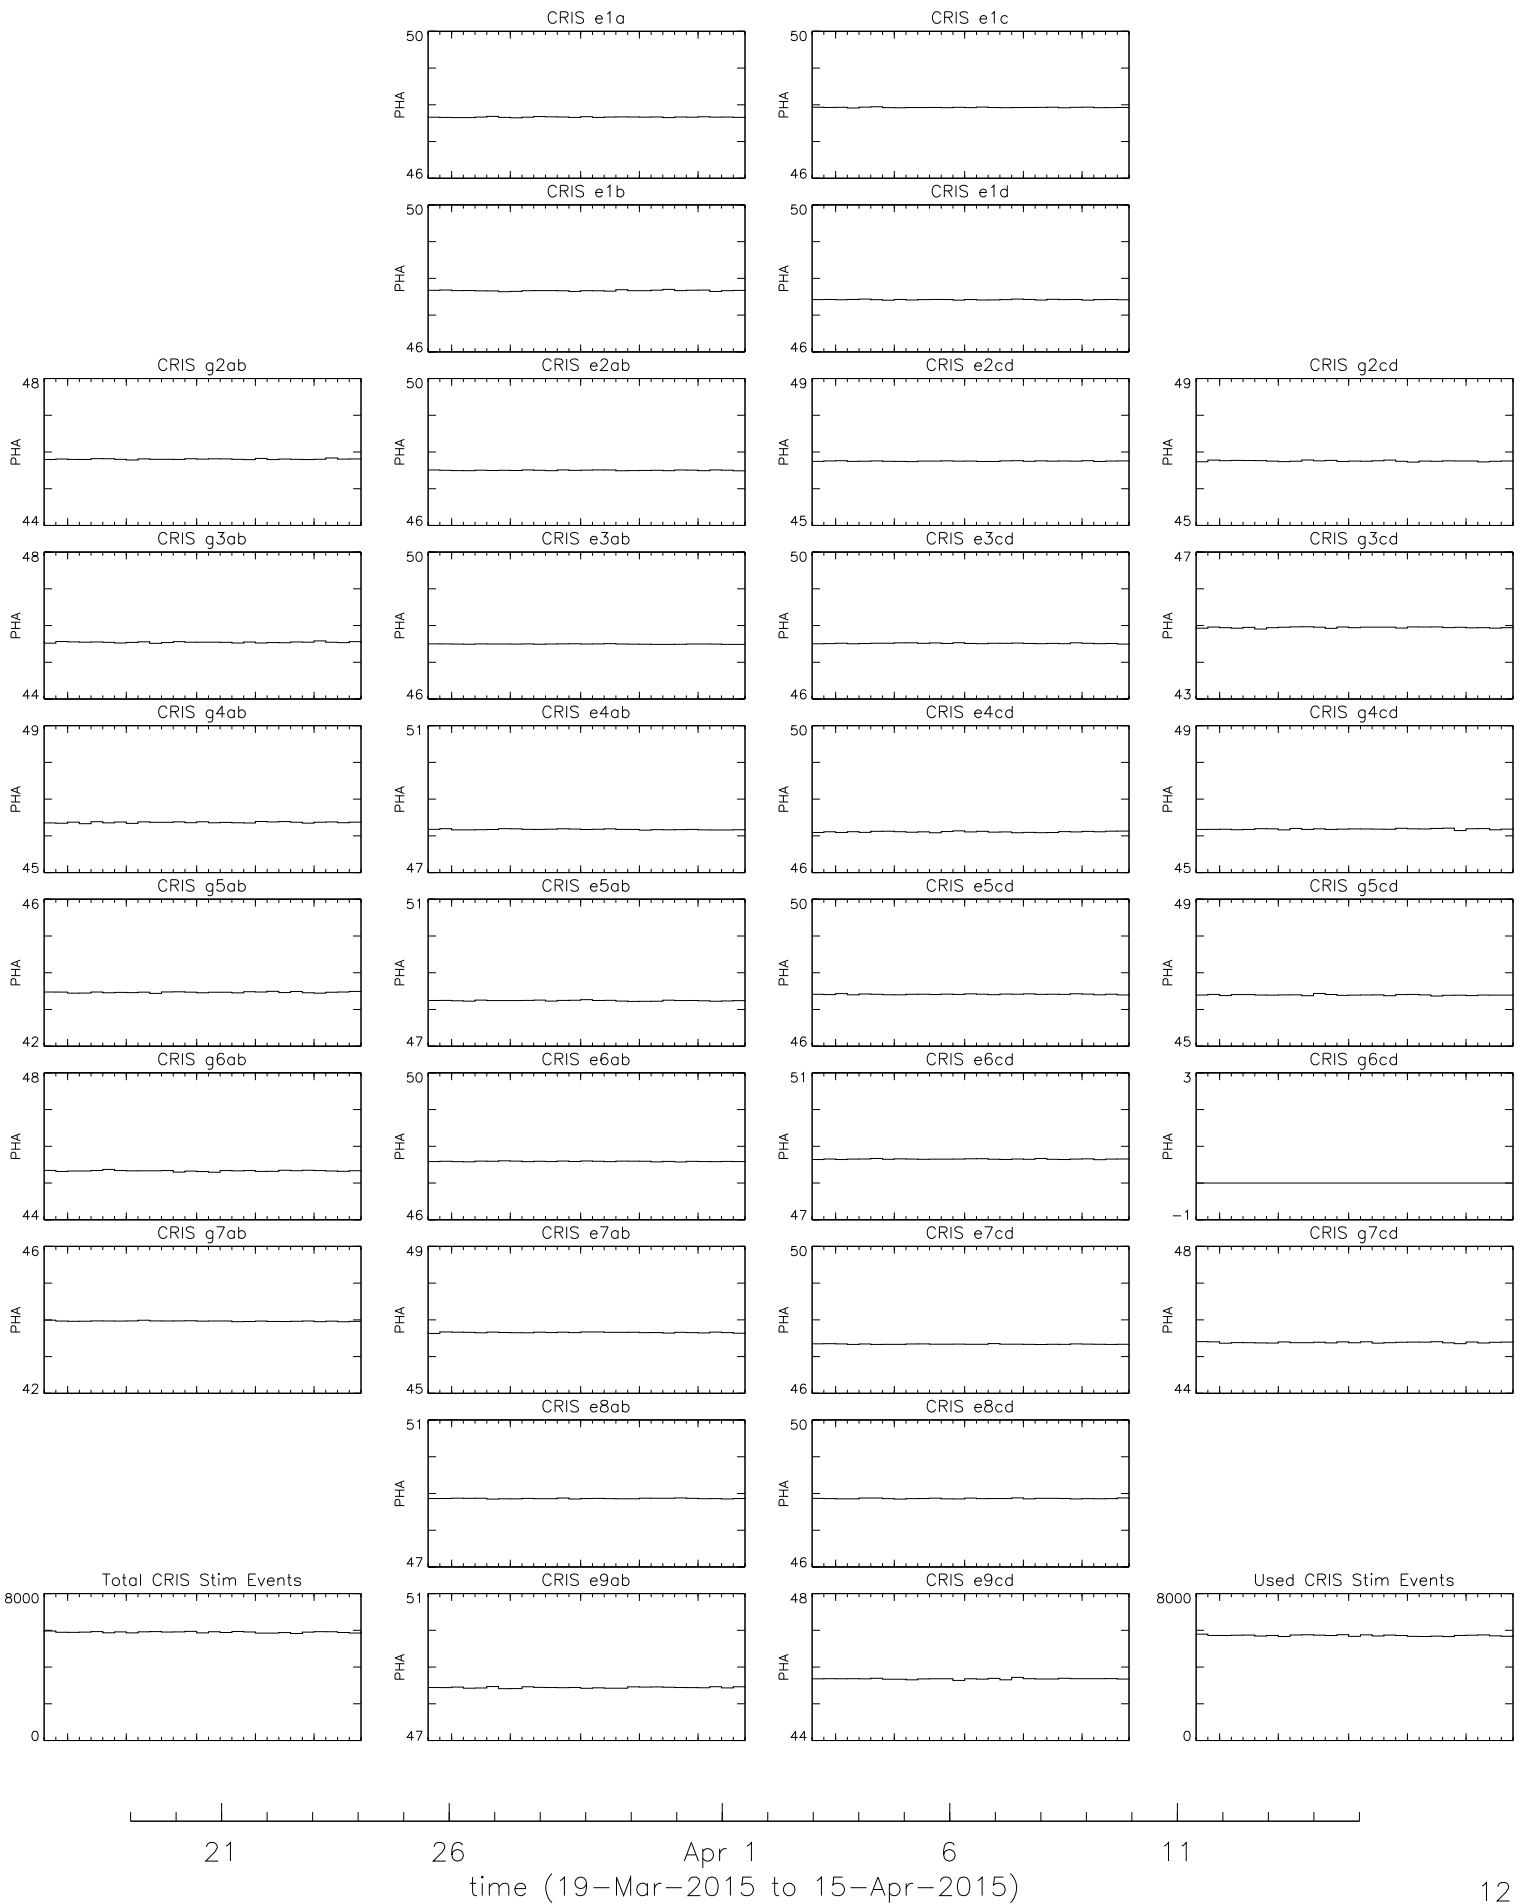 CRIS e1a
CRIS e1c
50
PHA
46
50
PHA
46
CRIS e1b
CRIS e1d
50
PHA
46
50
PHA
46
CRIS g2ab
CRIS e2ab
CRIS e2cd
CRIS g2cd
48
PHA
44
50
PHA
46
49
PHA
45
49
PHA
45
CRIS g3ab
CRIS e3ab
CRIS e3cd
CRIS g3cd
48
PHA
44
50
PHA
46
50
PHA
46
47
PHA
43
CRIS g4ab
CRIS e4ab
CRIS e4cd
CRIS g4cd
49
PHA
45
51
PHA
47
50
PHA
46
49
PHA
45
CRIS g5ab
CRIS e5ab
CRIS e5cd
CRIS g5cd
46
PHA
42
51
PHA
47
50
PHA
46
49
PHA
45
CRIS g6ab
CRIS e6ab
CRIS e6cd
CRIS g6cd
48
PHA
44
50
PHA
46
51
PHA
47
3
PHA
-1
CRIS g7ab
CRIS e7ab
CRIS e7cd
CRIS g7cd
46
PHA
42
49
PHA
45
50
PHA
46
48
PHA
44
CRIS e8ab
CRIS e8cd
51
PHA
47
50
PHA
46
Total CRIS Stim Events
CRIS e9ab
CRIS e9cd
Used CRIS Stim Events
8000
0
51
PHA
47
48
PHA
44
8000
0
21 26 Apr 1 6 11
time (19-Mar-2015 to 15-Apr-2015)
12